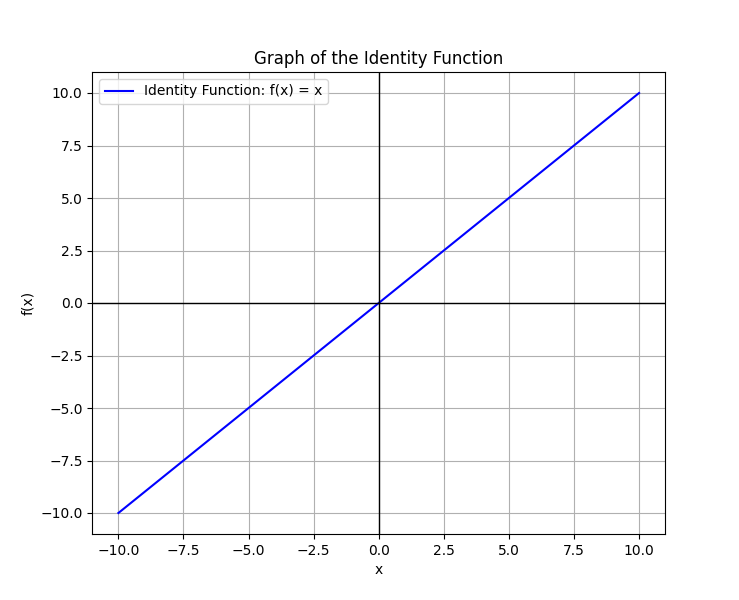 Graph of the Identity Function
Identity Function: f(x) = x
10.0
7.5
5.0
2.5
0.0
−2.5
−5.0
−7.5
−10.0
f(x)
−10.0 −7.5 −5.0 −2.5 0.0 2.5 5.0 7.5 10.0
x